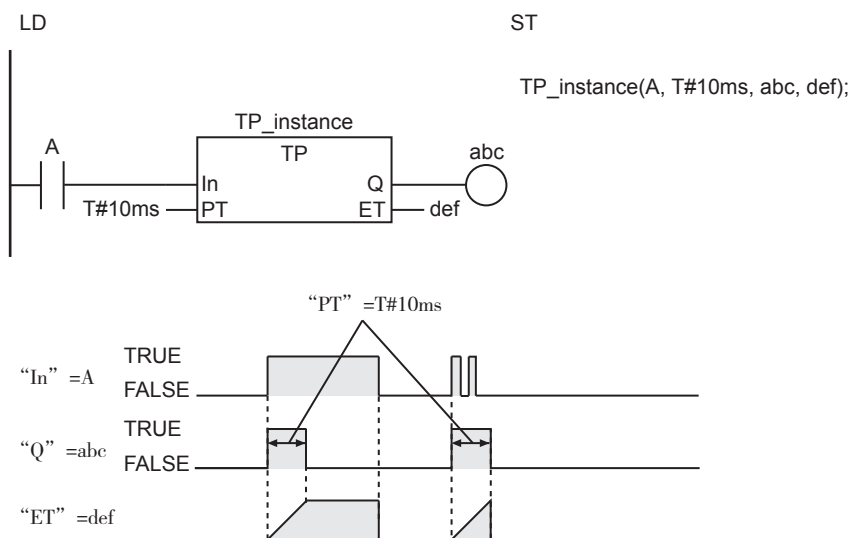 LD
ST
TP_instance(A, T#10ms, abc, def);
TP_instance
A
TP
abc
In
Q
T#10ms
PT
ET
def
“PT” =T#10ms
“In” =A
TRUE
FALSE
“Q” =abc
TRUE
FALSE
“ET” =def